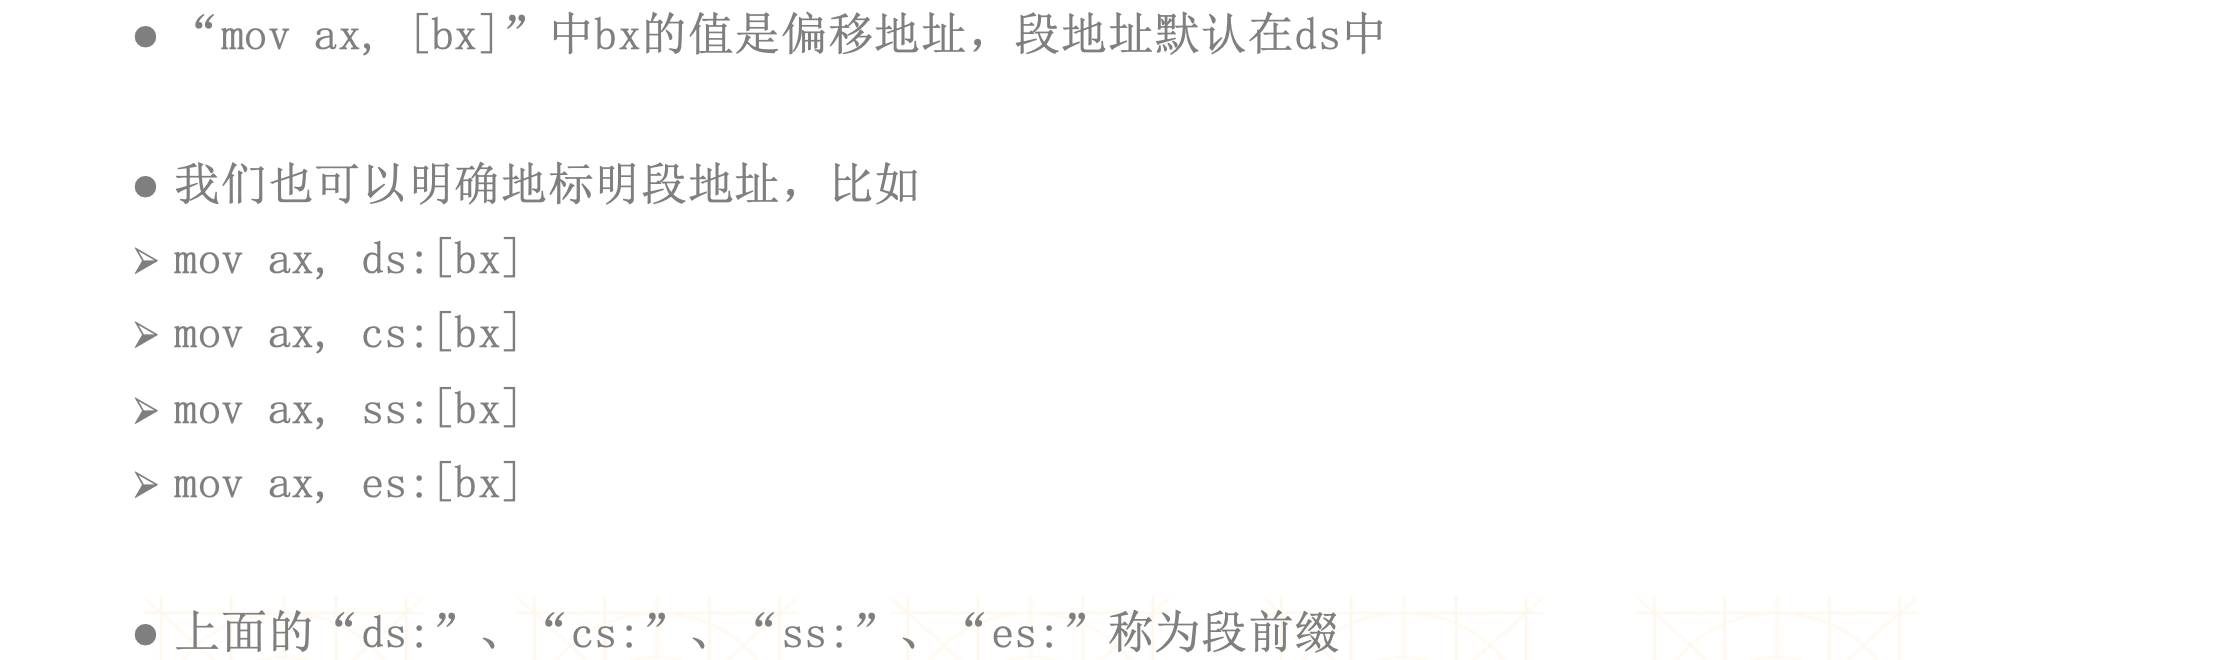 ● “mov ax, [bx]”中bx的值是偏移地址，段地址默认在ds中
● 我们也可以明确地标明段地址，比如
➢ mov ax, ds:[bx]
➢ mov ax, cs:[bx]
➢ mov ax, ss:[bx]
➢ mov ax, es:[bx]
● 上面的“ds:”、“cs:”、“ss:”、“es:”称为段前缀